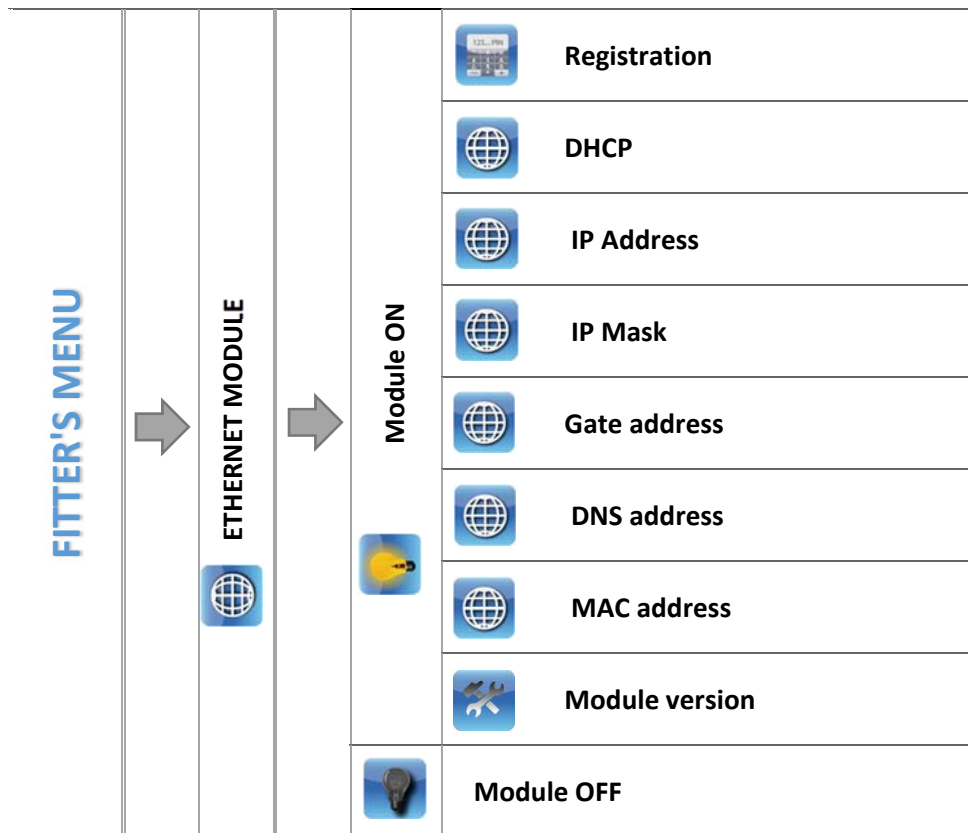 FITTER'S MENU
ETHERNET MODULE
Module ON
Registration
DHCP
IP Address
IP Mask
Gate address
DNS address
MAC address
Module version
Module OFF